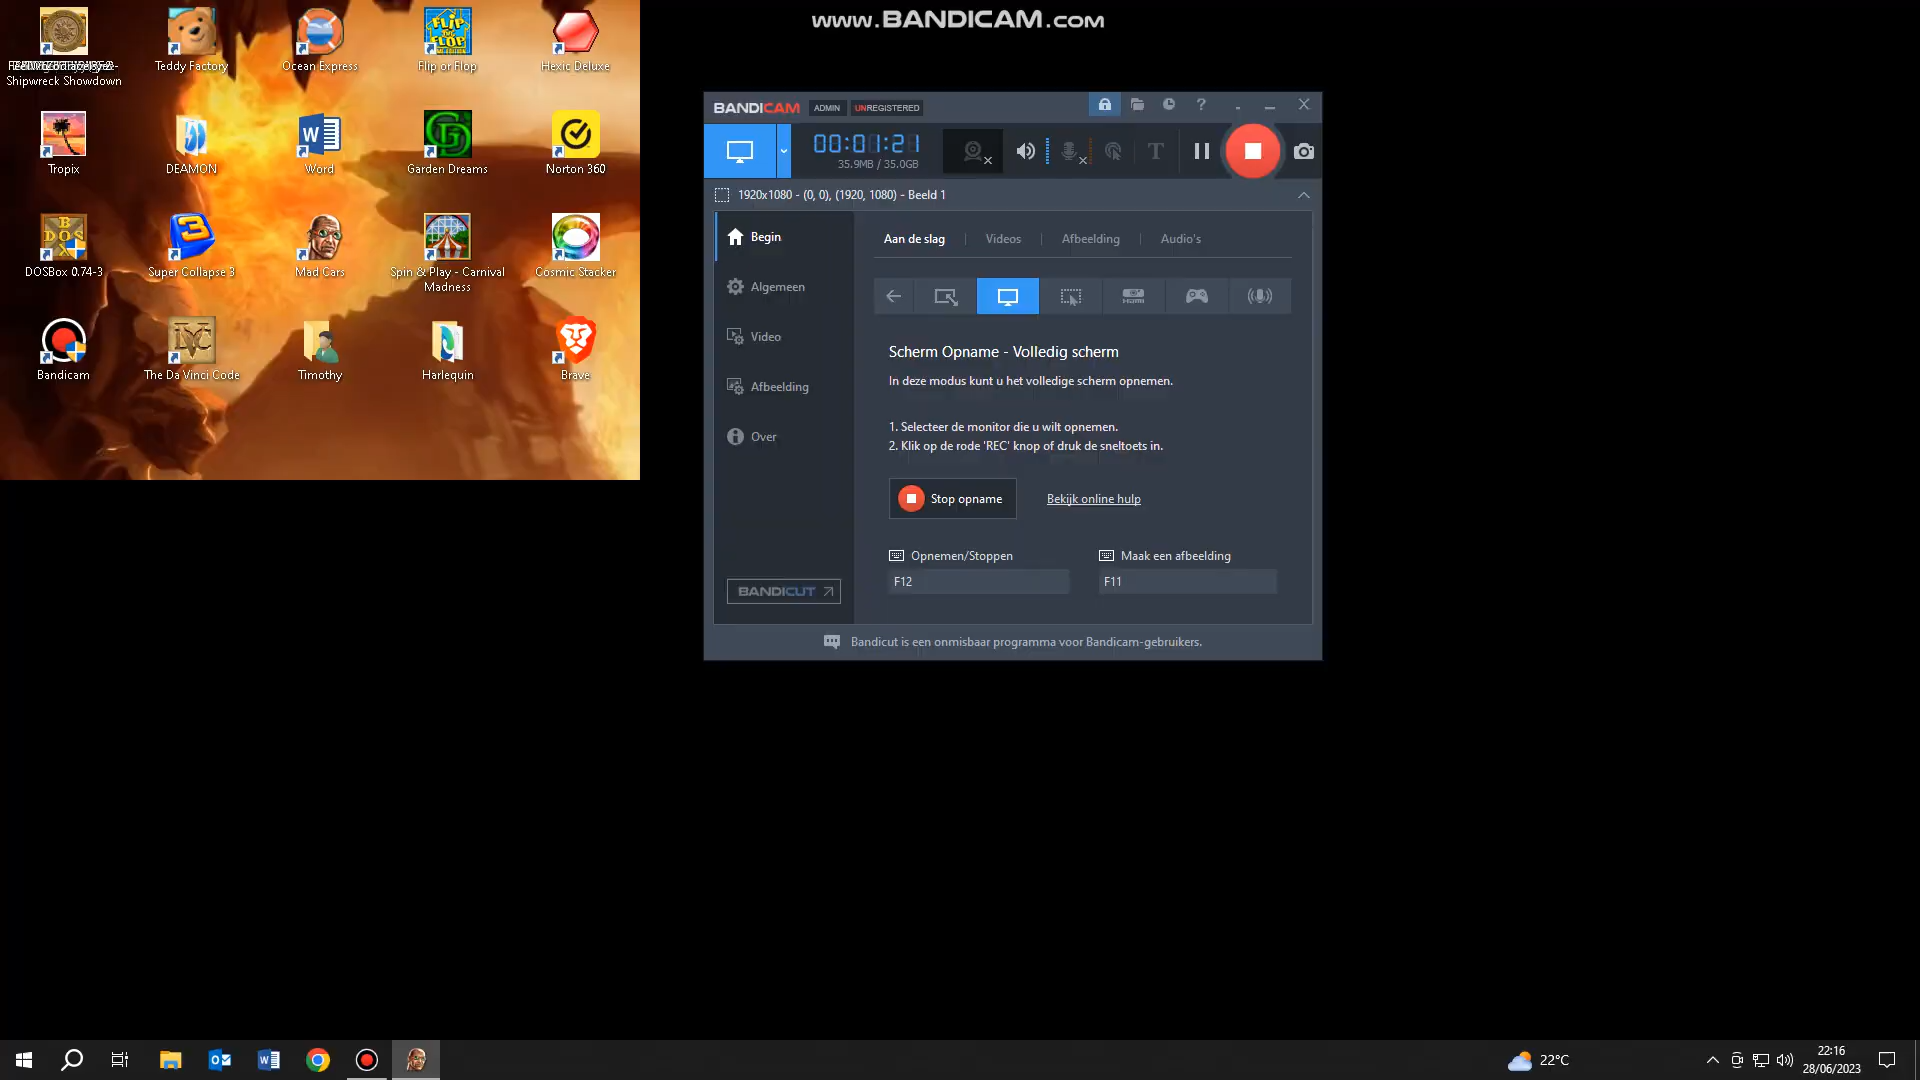 www.BANDICAM.com
Shipwreck Showdown
Teddy Factory
Ocean Express
Flip or Flop
Hexic Deluxe
Tropix
DEAMON
Word
Garden Dreams
Norton 360
DOSBox 0.74-3
Super Collapse 3
Mad Cars
Spin & Play - Carnival
Madness
Cosmic Stacker
Bandicam
The Da Vinci Code
Timothy
Harlequin
Brave
BANDICAM ADMIN UNREGISTERED
00:01:21
35.9MB / 35.0GB
1920x1080 - (0, 0), (1920, 1080) - Beeld 1
Begin
Algemeen
Video
Afbeelding
Over
BANDICUT
Aan de slag
Videos
Afbeelding
Audio's
HDMI
Scherm Opname - Volledig scherm
In deze modus kunt u het volledige scherm opnemen.
1. Selecteer de monitor die u wilt opnemen.
2. Klik op de rode 'REC' knop of druk de sneltoets in.
Stop opname
Bekijk online hulp
Opnemen/Stoppen
F12
Maak een afbeelding
F11
Bandicut is een onmisbaar programma voor Bandicam-gebruikers.
22°C
22:16
28/06/2023